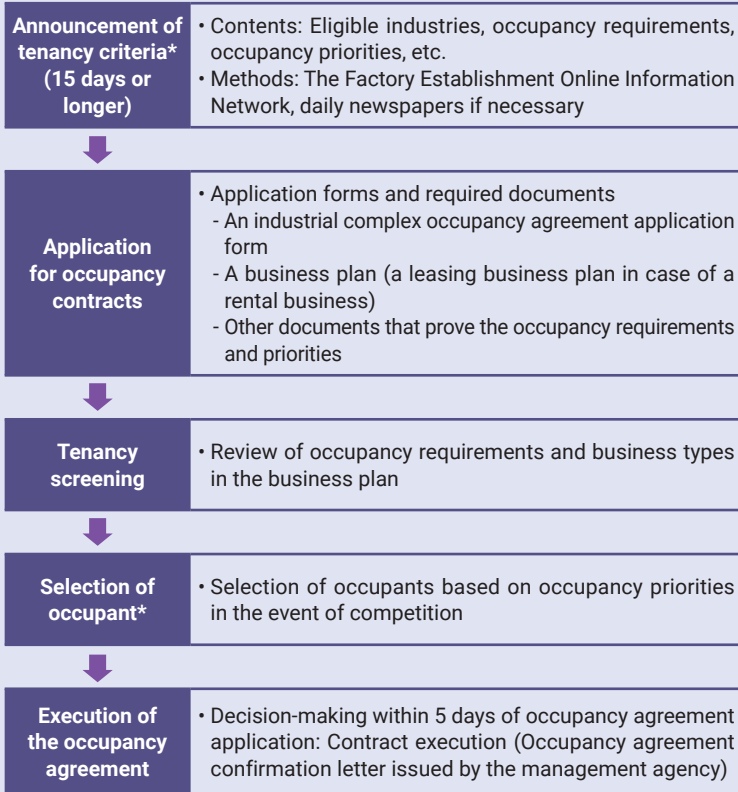 Announcement of
tenancy criteria*
(15 days or
longer)
• Contents: Eligible industries, occupancy requirements,
occupancy priorities, etc.
• Methods: The Factory Establishment Online Information
Network, daily newspapers if necessary
Application
for occupancy
contracts
• Application forms and required documents
- An industrial complex occupancy agreement application
form
- A business plan (a leasing business plan in case of a
rental business)
- Other documents that prove the occupancy requirements
and priorities
Tenancy
screening
• Review of occupancy requirements and business types
in the business plan
Selection of
occupant*
• Selection of occupants based on occupancy priorities
in the event of competition
Execution of
the occupancy
agreement
• Decision-making within 5 days of occupancy agreement
application: Contract execution (Occupancy agreement
confirmation letter issued by the management agency)